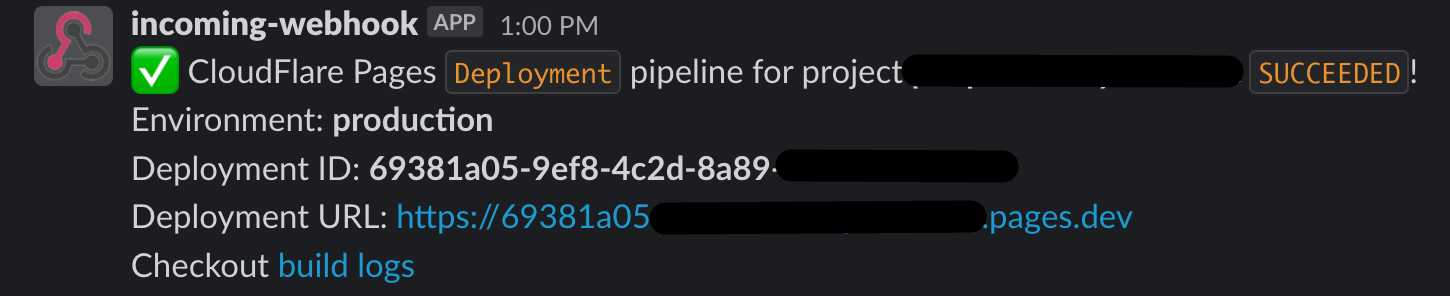 incoming-webhook APP 1:00 PM
✅ CloudFlare Pages Deployment pipeline for project SUCCEEDED!
Environment: production
Deployment ID: 69381a05-9ef8-4c2d-8a89-
Deployment URL: https://69381a05 .pages.dev
Checkout build logs